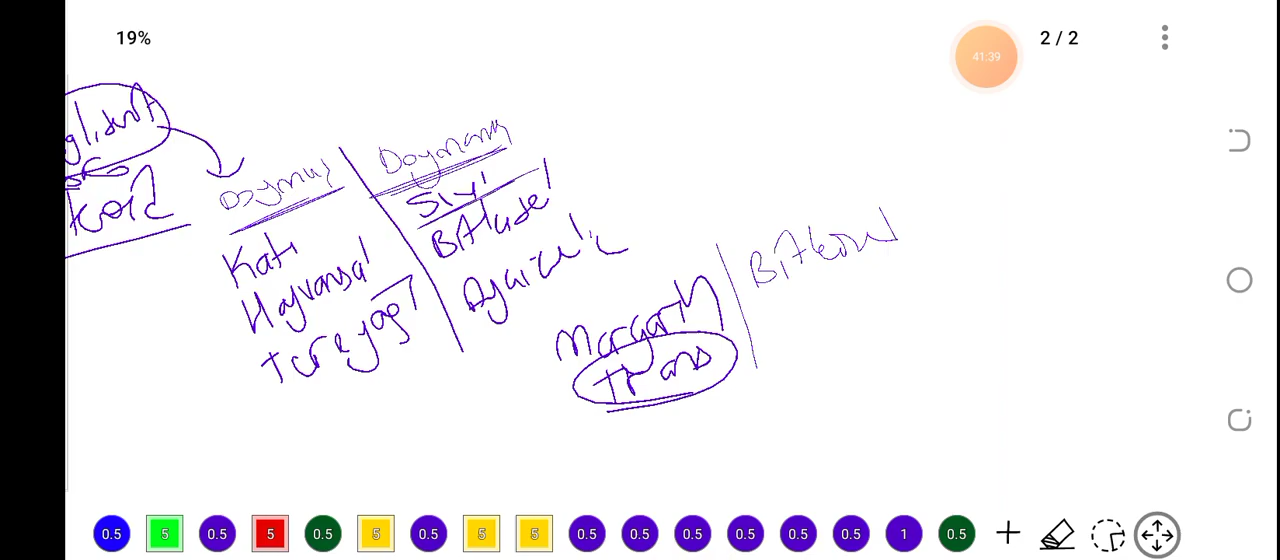 19%
41:39
2 / 2
Doymuş
Katı
Hayvansal
Tereyağı
Doymamış
Sıvı
Bitkisel
Ayçiçek
Margarin
Trans
Bitkisel
0.5 5 0.5 5 0.5 5 0.5 5 5 0.5 0.5 0.5 0.5 0.5 0.5 1 0.5